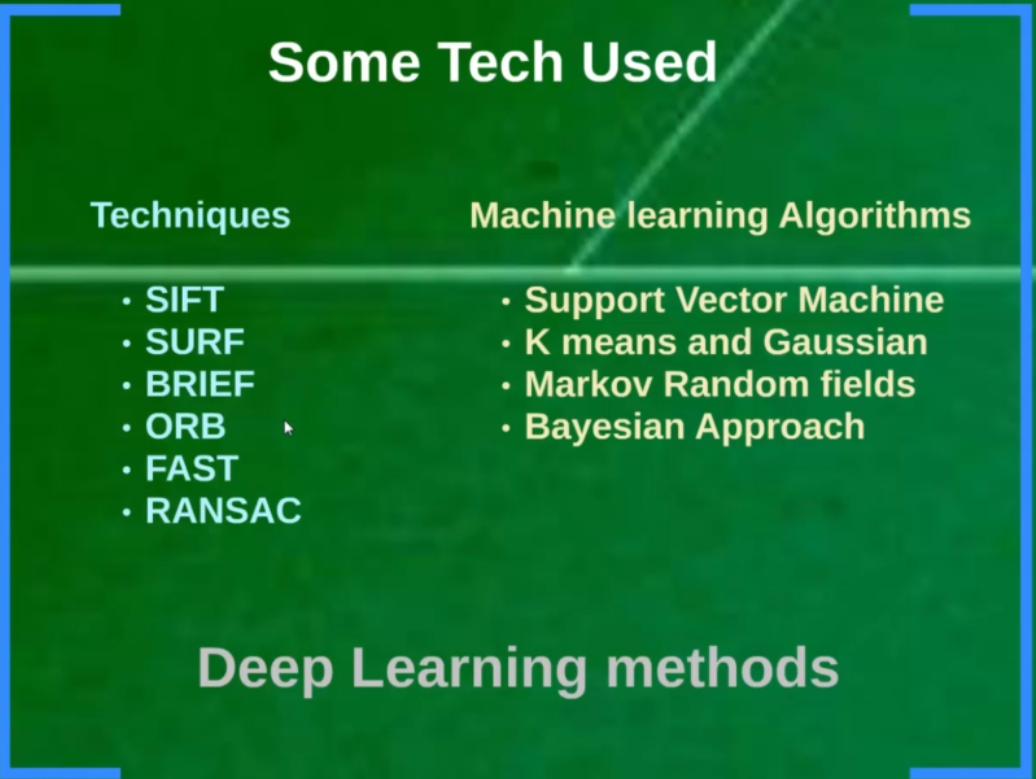 Some Tech Used
Techniques
• SIFT
• SURF
• BRIEF
• ORB
• FAST
• RANSAC
Machine learning Algorithms
• Support Vector Machine
• K means and Gaussian
• Markov Random fields
• Bayesian Approach
Deep Learning methods